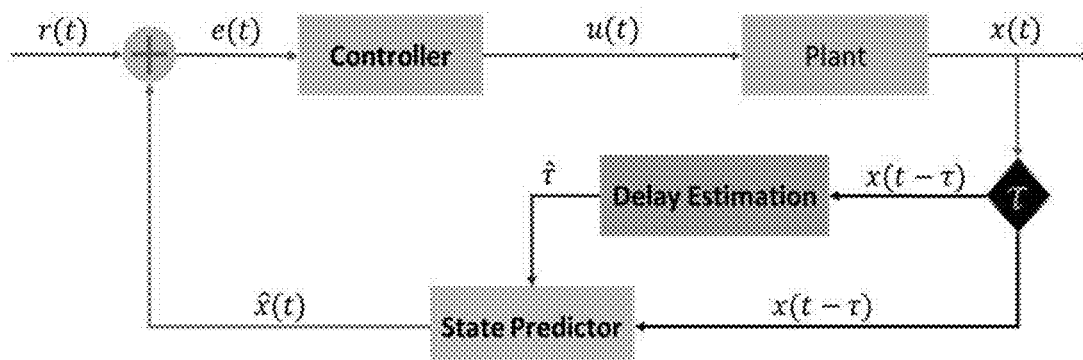 r(t) e(t) Controller u(t) Plant x(t)
τ̂ Delay Estimation x(t − τ) τ
x̂(t) State Predictor x(t − τ)